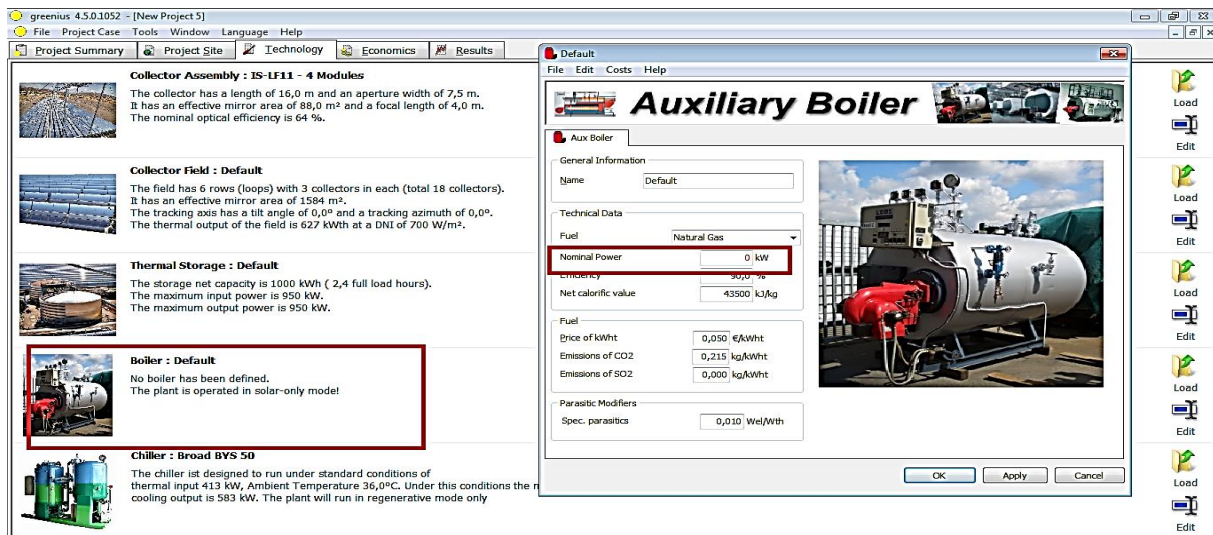 greenius 4.5.0.1052 - [New Project 5]
File Project Case Tools Window Language Help
Project Summary Project Site Technology Economics Results
Collector Assembly : IS-LF11 - 4 Modules
The collector has a length of 16,0 m and an aperture width of 7,5 m.
It has an effective mirror area of 88,0 m² and a focal length of 4,0 m.
The nominal optical efficiency is 64 %.
Load
Edit
Collector Field : Default
The field has 6 rows (loops) with 3 collectors in each (total 18 collectors).
It has an effective mirror area of 1584 m².
The tracking axis has a tilt angle of 0,0º and a tracking azimuth of 0,0º.
The thermal output of the field is 627 kWth at a DNI of 700 W/m².
Load
Edit
Thermal Storage : Default
The storage net capacity is 1000 kWh ( 2,4 full load hours).
The maximum input power is 950 kW.
The maximum output power is 950 kW.
Load
Edit
Boiler : Default
No boiler has been defined.
The plant is operated in solar-only mode!
Load
Edit
Chiller : Broad BYS 50
The chiller ist designed to run under standard conditions of
thermal input 413 kW, Ambient Temperature 36,0ºC. Under this conditions the
cooling output is 583 kW. The plant will run in regenerative mode only
Load
Edit
Default
File Edit Costs Help
Auxiliary Boiler
Aux Boiler
General Information
Name Default
Technical Data
Fuel Natural Gas
Nominal Power 0 kW
Efficiency 90,0 %
Net calorific value 43500 kJ/kg
Fuel
Price of kWht 0,050 €/kWht
Emissions of CO2 0,215 kg/kWht
Emissions of SO2 0,000 kg/kWht
Parasitic Modifiers
Spec. parasitics 0,010 Wel/Wth
OK Apply Cancel